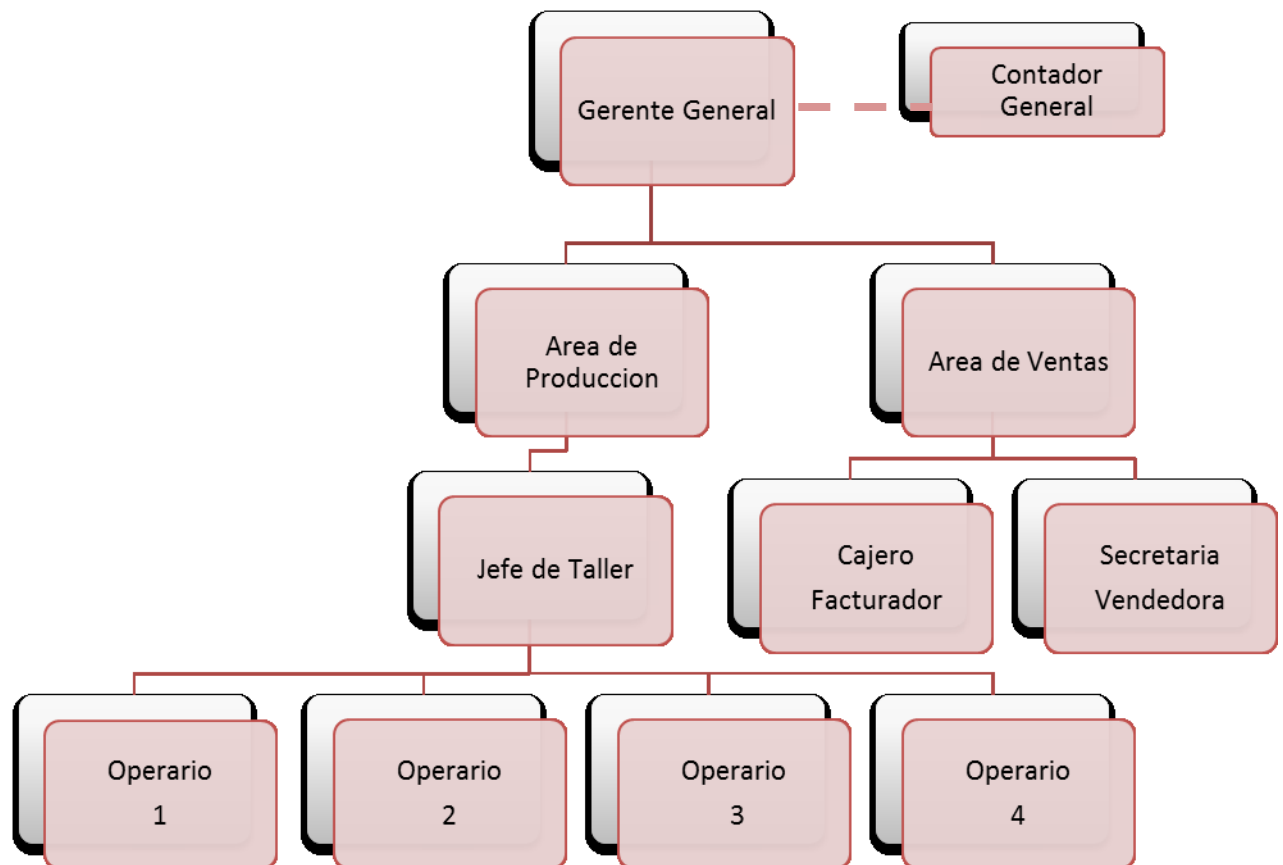 Gerente General
Contador
General
Area de
Produccion
Area de Ventas
Jefe de Taller
Cajero
Facturador
Secretaria
Vendedora
Operario
1
Operario
2
Operario
3
Operario
4